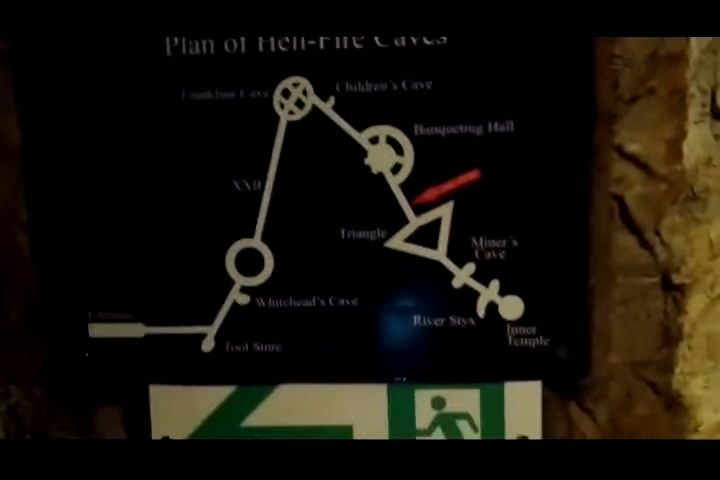 Plan of Hell-Fire Caves
Franklins Cave
Children's Cave
Banqueting Hall
XXII
Triangle
Miner's
Cave
Whitehead's Cave
River Styx
Inner
Temple
Tool Store